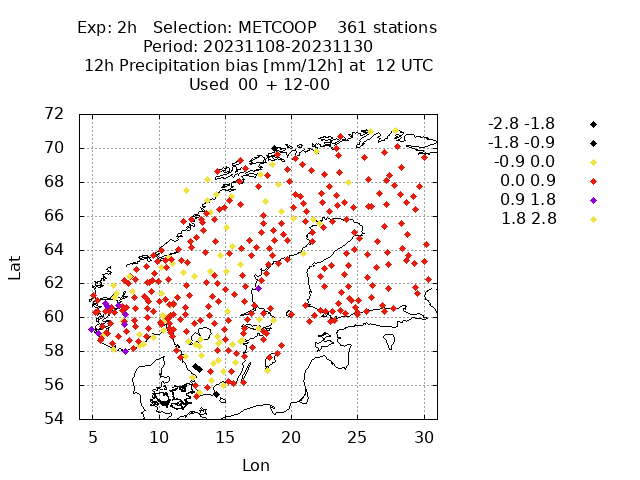 Exp: 2h   Selection: METCOOP    361 stations
Period: 20231108-20231130
12h Precipitation bias [mm/12h] at  12 UTC
Used  00  + 12-00
72
70
68
66
64
62
60
58
56
54
Lat
5 10 15 20 25 30
Lon
-2.8 -1.8
-1.8 -0.9
-0.9 0.0
0.0 0.9
0.9 1.8
1.8 2.8